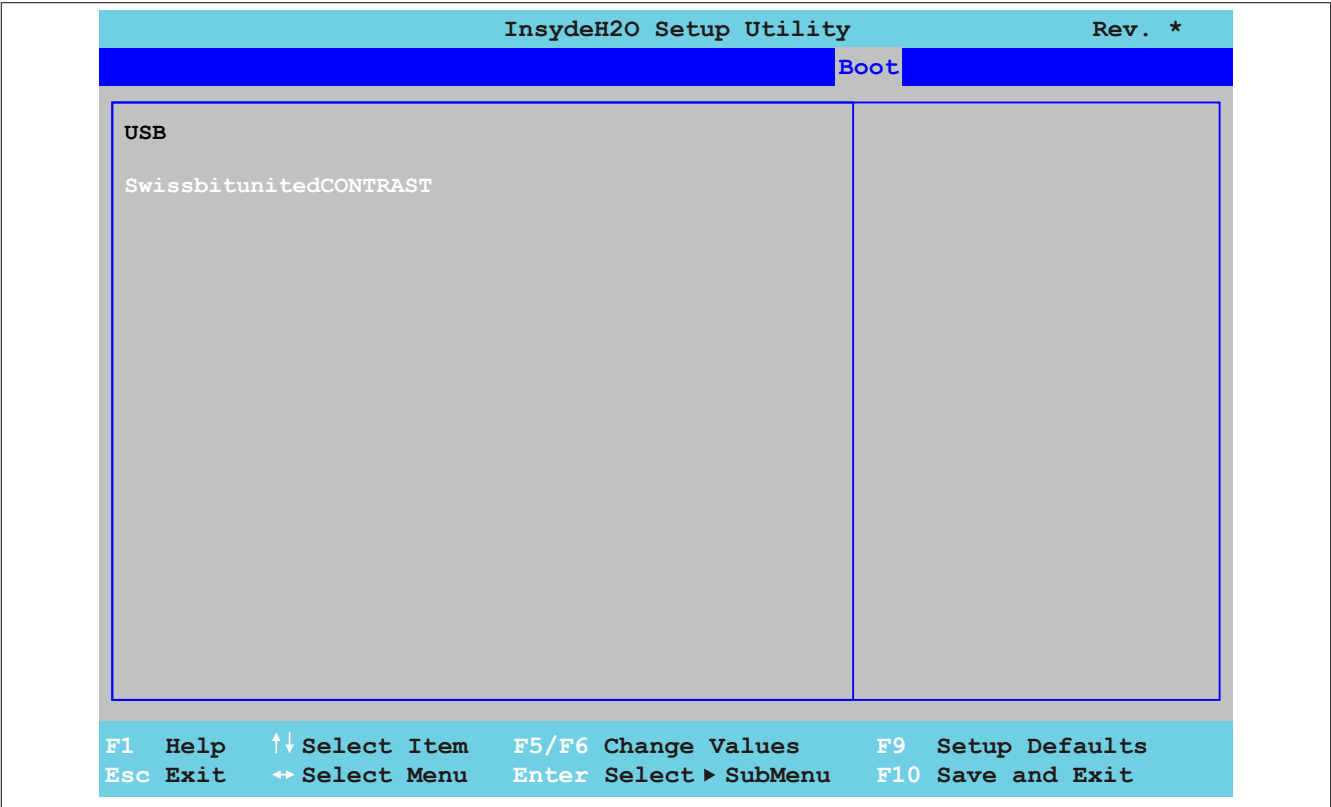 InsydeH2O Setup Utility Rev. *
Boot
USB
SwissbitunitedCONTRAST
F1 Help ↑↓ Select Item F5/F6 Change Values F9 Setup Defaults
Esc Exit ↔ Select Menu Enter Select ▶ SubMenu F10 Save and Exit